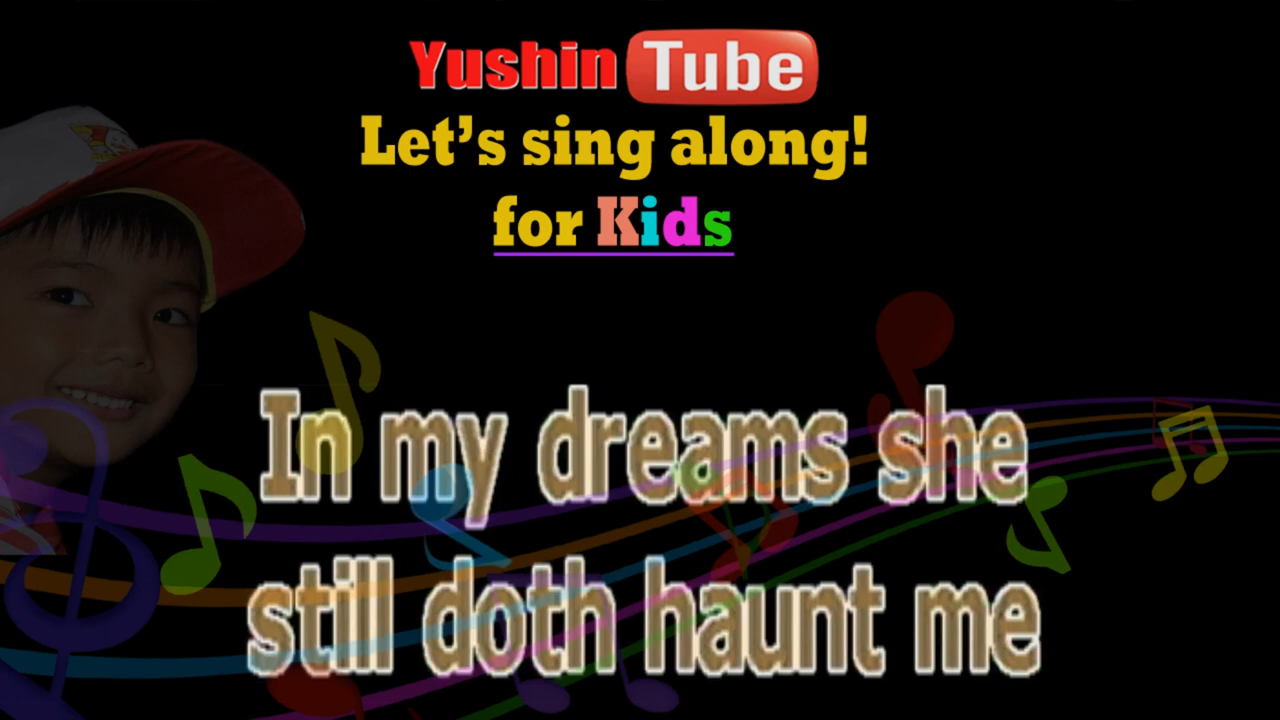 Yushin Tube
Let's sing along!
for Kids
In my dreams she
still doth haunt me